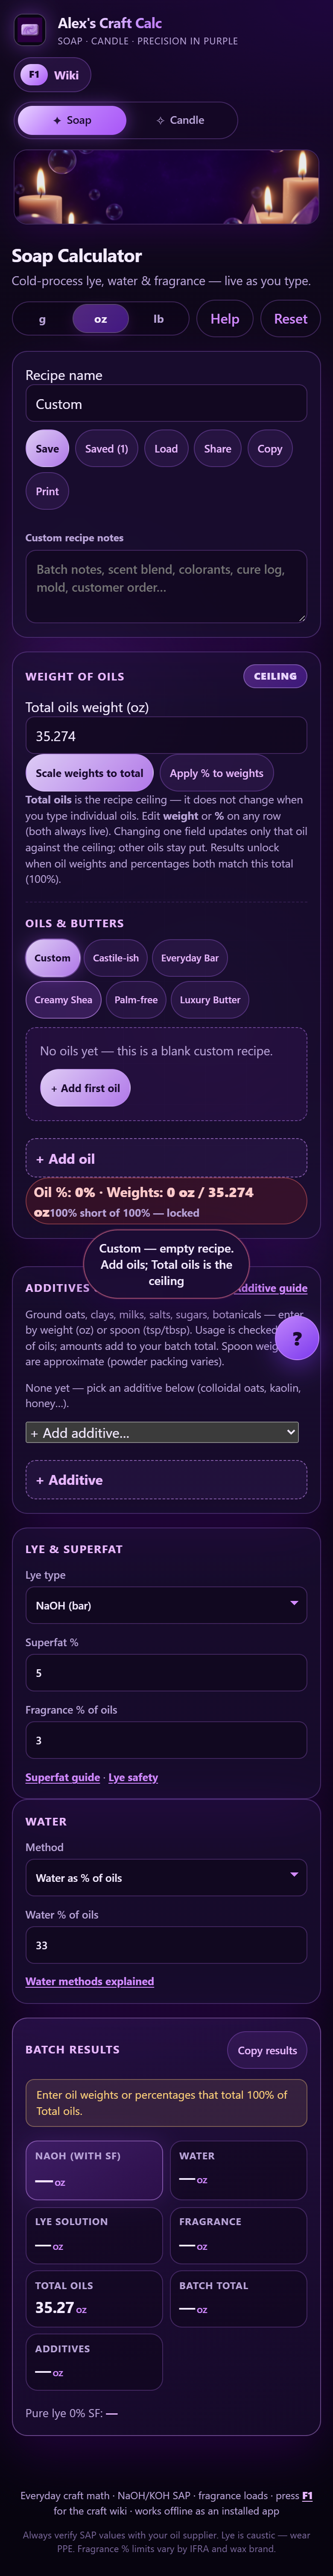 Alex's Craft Calc
SOAP · CANDLE · PRECISION IN PURPLE
F1 Wiki
✦ Soap
✧ Candle
Soap Calculator
Cold-process lye, water & fragrance — live as you type.
g
oz
lb
Help
Reset
Recipe name
Custom
Save
Saved (1)
Load
Share
Copy
Print
Custom recipe notes
Batch notes, scent blend, colorants, cure log,
mold, customer order...
WEIGHT OF OILS
CEILING
Total oils weight (oz)
35.274
Scale weights to total
Apply % to weights
Total oils is the recipe ceiling — it does not change when
you type individual oils. Edit weight or % on any row
(both always live). Changing one field updates only that oil
against the ceiling; other oils stay put. Results unlock
when oil weights and percentages both match this total
(100%).
OILS & BUTTERS
Custom
Castile-ish
Everyday Bar
Creamy Shea
Palm-free
Luxury Butter
No oils yet — this is a blank custom recipe.
+ Add first oil
+ Add oil
Oil %: 0% · Weights: 0 oz / 35.274
oz100% short of 100% — locked
Custom — empty recipe.
Add oils; Total oils is the
ceiling
ADDITIVES
dditive guide
Ground oats, clays, milks, salts, sugars, botanicals — enter
by weight (oz) or spoon (tsp/tbsp). Usage is checked
of oils; amounts add to your batch total. Spoon weig
are approximate (powder packing varies).
?
None yet — pick an additive below (colloidal oats, kaolin,
honey...).
+ Add additive...
+ Additive
LYE & SUPERFAT
Lye type
NaOH (bar)
Superfat %
5
Fragrance % of oils
3
Superfat guide · Lye safety
WATER
Method
Water as % of oils
Water % of oils
33
Water methods explained
BATCH RESULTS
Copy results
Enter oil weights or percentages that total 100% of
Total oils.
NAOH (WITH SF)
— oz
WATER
— oz
LYE SOLUTION
— oz
FRAGRANCE
— oz
TOTAL OILS
35.27 oz
BATCH TOTAL
— oz
ADDITIVES
— oz
Pure lye 0% SF: —
Everyday craft math · NaOH/KOH SAP · fragrance loads · press F1
for the craft wiki · works offline as an installed app
Always verify SAP values with your oil supplier. Lye is caustic — wear
PPE. Fragrance % limits vary by IFRA and wax brand.